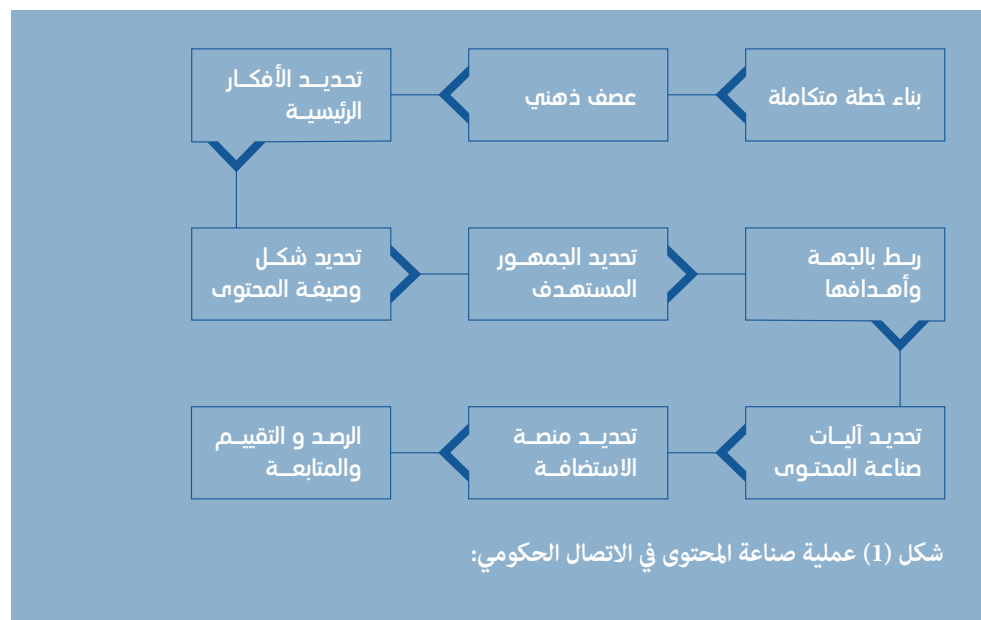 بناء خطة متكاملة
عصف ذهني
تحديد الأفكار
الرئيسية
تحديد شكل
وصيغة المحتوى
تحديد الجمهور
المستهدف
ربط بالجهة
وأهدافها
تحديد آليات
صناعة المحتوى
تحديد منصة
الاستضافة
الرصد و التقييم
والمتابعة
شكل (1) عملية صناعة المحتوى في الاتصال الحكومي: